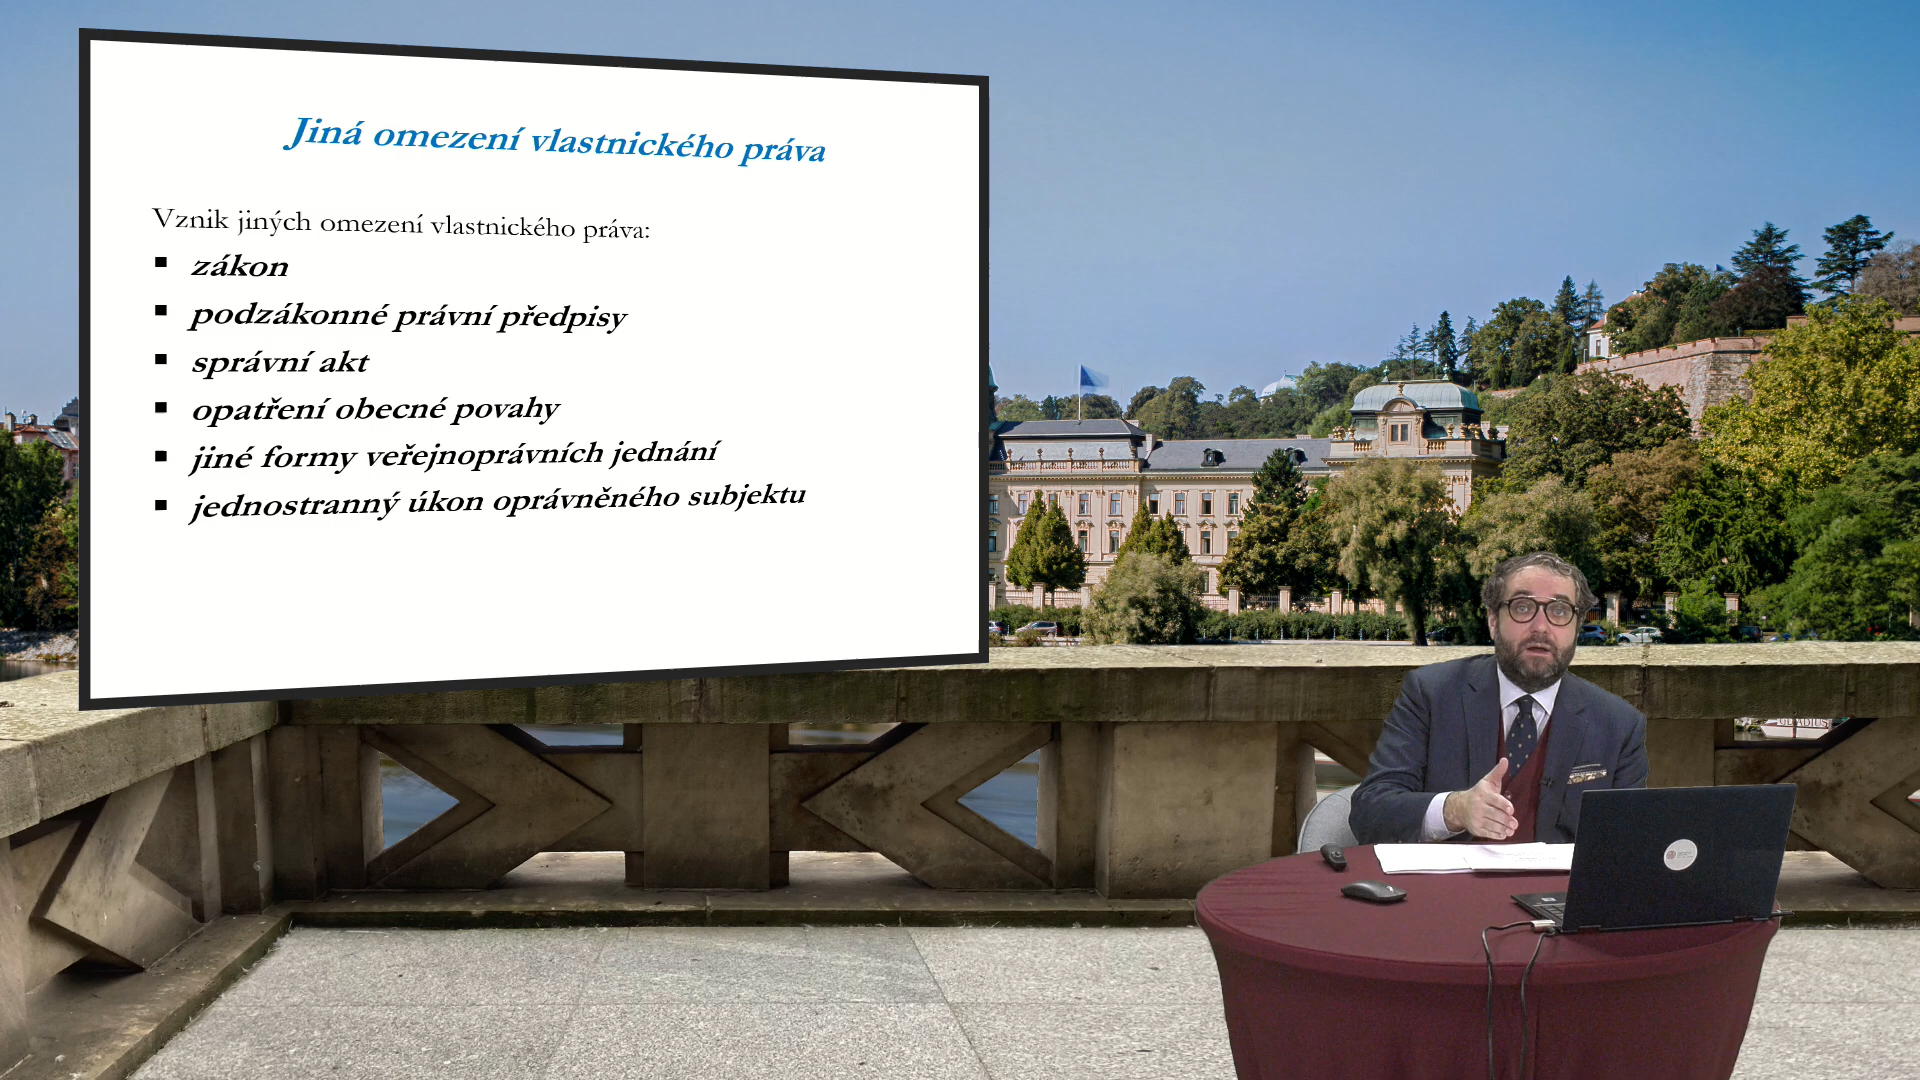 Jiná omezení vlastnického práva
Vznik jiných omezení vlastnického práva:
▪ zákon
▪ podzákonné právní předpisy
▪ správní akt
▪ opatření obecné povahy
▪ jiné formy veřejnoprávních jednání
▪ jednostranný úkon oprávněného subjektu
GLADIUS